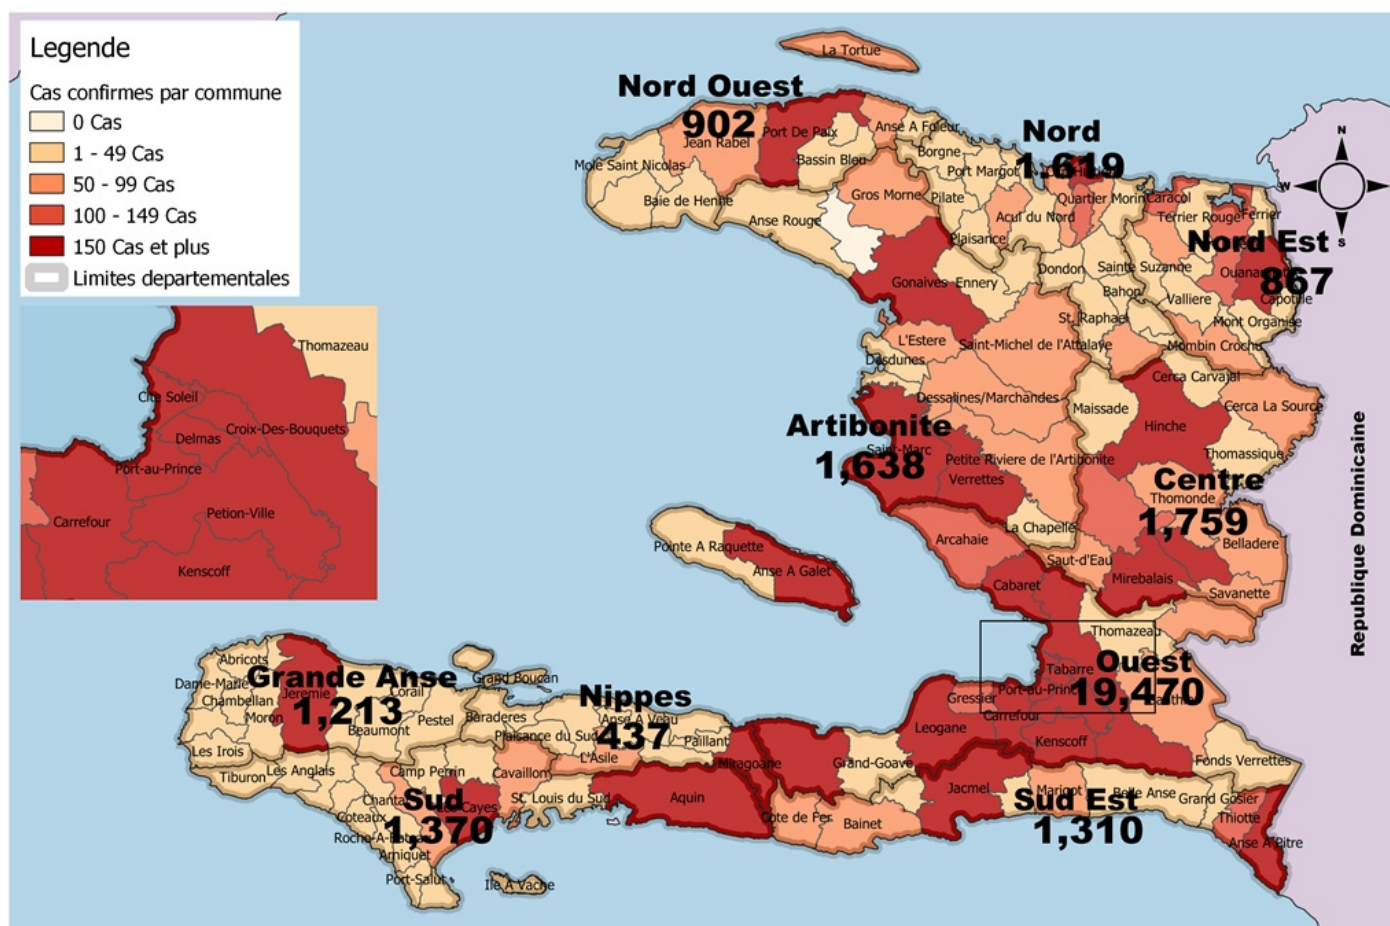 Legende
Cas confirmes par commune
0 Cas
1 - 49 Cas
50 - 99 Cas
100 - 149 Cas
150 Cas et plus
Limites departementales
Thomazeau
Cite Soleil
Delmas
Croix-Des-Bouquets
Port-au-Prince
Petion-Ville
Carrefour
Kenscoff
N
W
E
S
La Tortue
Nord Ouest
902
Port De Paix
Jean Rabel
Anse A Foleur
Mole Saint Nicolas
Bassin Bleu
Baie de Henne
Anse Rouge
Nord
1.619
Borgne
Port Margot
Gros Morne
Pilate
Quartier Morin
Caracol
Acul du Nord
Terrier Rouge
Ferrier
Plaisance
Nord Est
867
Capotille
Gonaives
Ennery
Dondon
Sainte Suzanne
Bahon
Valliere
St. Raphael
Mont Organise
L'Estere
Saint-Michel de l'Attalaye
Mombin Crochu
Desdunes
Cerca Carvajal
Dessalines/Marchandes
Maissade
Cerca La Source
Artibonite
1,638
Saint-Marc
Hinche
Petite Riviere de l'Artibonite
Thomassique
Verrettes
Centre
1,759
Thomonde
La Chapelle
Belladere
Arcahaie
Saut-d'Eau
Mirebalais
Savanette
Cabaret
Pointe A Raquette
Anse A Galet
Republique Dominicaine
Thomazeau
Tabarre
Ouest
19,470
Port-au-Prince
Gressier
Carrefour
Leogane
Kenscoff
Fonds Verrettes
Grand-Goave
Abricots
Grande Anse
1,213
Dame-Marie
Chambellan
Jeremie
Corail
Moron
Pestel
Beaumont
Les Irois
Grand Boucan
Nippes
437
Baraderes
Anse A Veau
Plaisance du Sud
Paillant
L'Asile
Miragoane
Les Anglais
Tiburon
Camp Perrin
Cavaillon
St. Louis du Sud
Aquin
Sud
1,370
Coteaux
Arniquet
Port-Salut
Ile A Vache
Cote de Fer
Bainet
Jacmel
Sud Est
1,310
Marigot
Belle Anse
Grand Gosier
Thiotte
Anse A Pitre